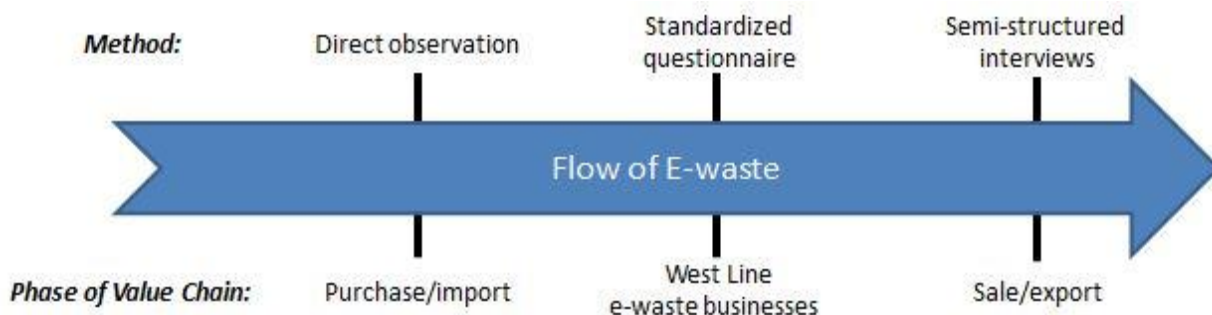 Method:
Direct observation
Standardized
questionnaire
Semi-structured
interviews
Flow of E-waste
Phase of Value Chain:
Purchase/import
West Line
e-waste businesses
Sale/export